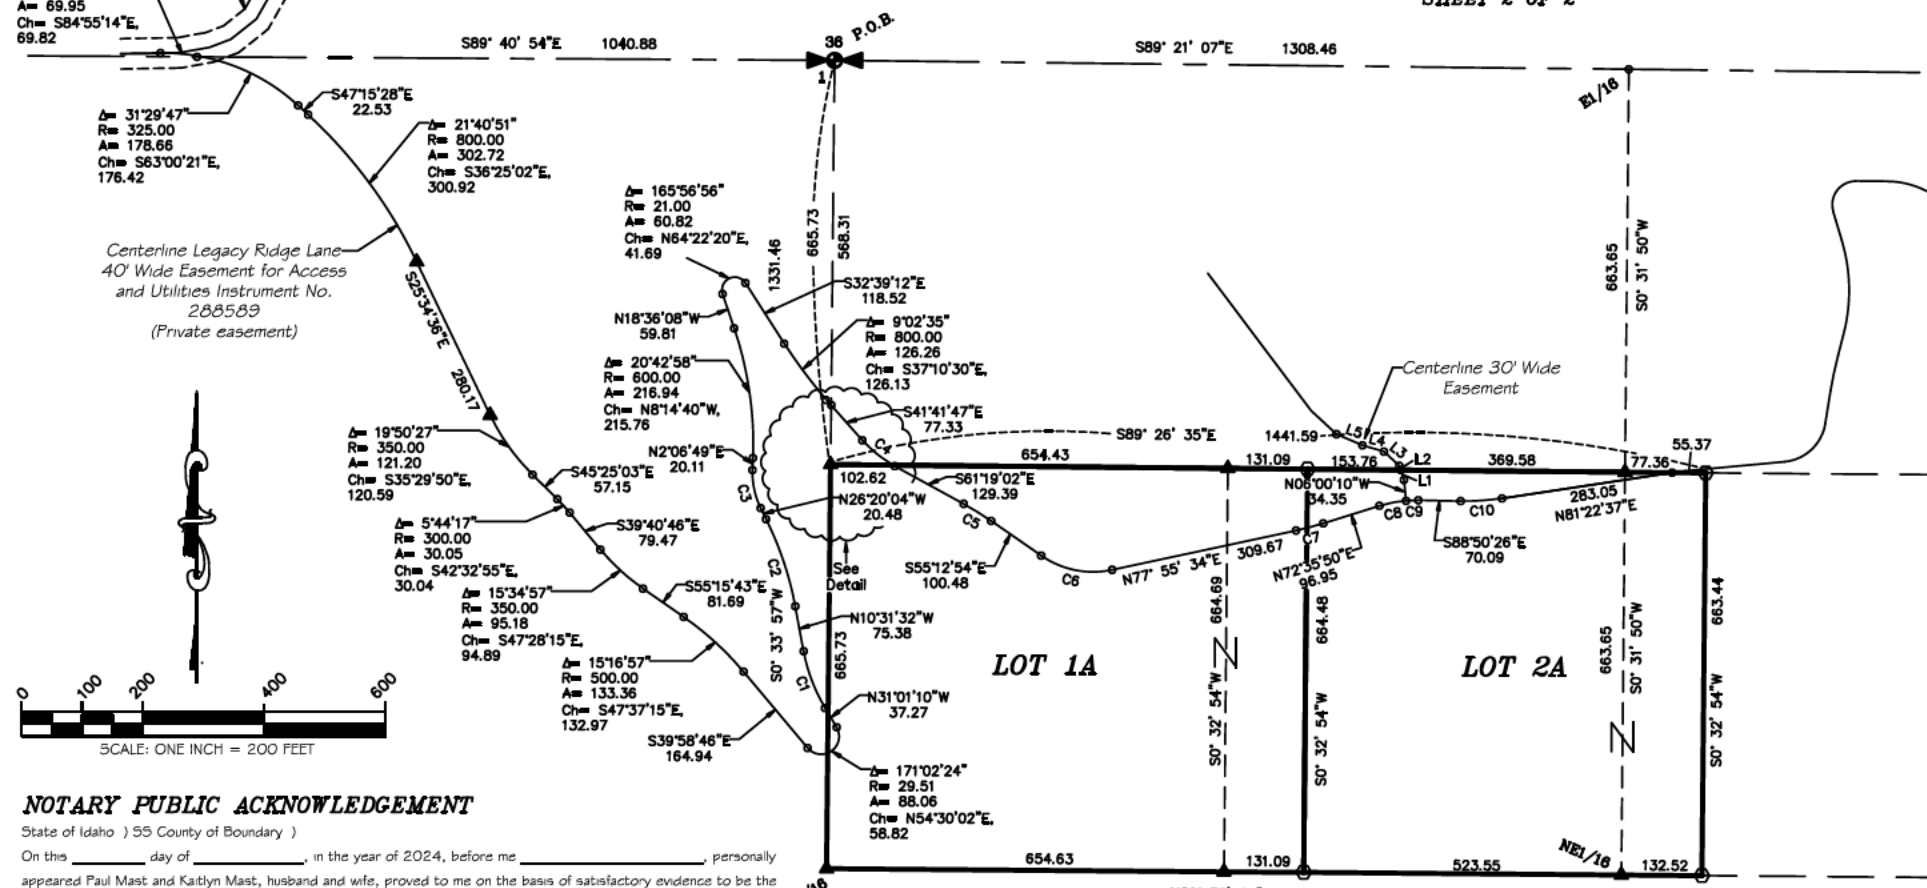 A= 69.95
Ch= S84°55'14"E,
69.82
SHEET 2 OF 2
S89° 40' 54"E 1040.88
36
P.O.B.
1
S89° 21' 07"E 1308.46
E1/16
Δ= 31°29'47"
R= 325.00
A= 178.66
Ch= S63°00'21"E,
176.42
S47°15'28"E
22.53
Δ= 21°40'51"
R= 800.00
A= 302.72
Ch= S36°25'02"E,
300.92
Centerline Legacy Ridge Lane
40' Wide Easement for Access
and Utilities Instrument No.
288589
(Private easement)
S25°34'36"E 280.17
Δ= 165°56'56"
R= 21.00
A= 60.82
Ch= N64°22'20"E,
41.69
1331.46
665.73
568.31
663.65
S0° 31' 50"W
S32°39'12"E
118.52
N18°36'08"W
59.81
Δ= 9°02'35"
R= 800.00
A= 126.26
Ch= S37°10'30"E,
126.13
Δ= 20°42'58"
R= 600.00
A= 216.94
Ch= N8°14'40"W,
215.76
Centerline 30' Wide
Easement
S41°41'47"E
77.33
C4
S89° 26' 35"E
1441.59
L5
L4
L3
L2
L1
55.37
Δ= 19°50'27"
R= 350.00
A= 121.20
Ch= S35°29'50"E,
120.59
N2°06'49"E
20.11
C3
102.62
654.43
131.09
153.76
369.58
77.36
S45°25'03"E
57.15
S61°19'02"E
129.39
N26°20'04"W
20.48
N06°00'10"W
34.35
283.05
N81°22'37"E
C5
C7
C8
C9
C10
Δ= 5°44'17"
R= 300.00
A= 30.05
Ch= S42°32'55"E,
30.04
S39°40'46"E
79.47
See
Detail
S55°12'54"E
100.48
C6
N77° 55' 34"E 309.67
N72°35'50"E
96.95
S88°50'26"E
70.09
C2
S0° 33' 57"W
Δ= 15°34'57"
R= 350.00
A= 95.18
Ch= S47°28'15"E,
94.89
S55°15'43"E
81.69
N10°31'32"W
75.38
664.69
664.48
663.65
S0° 31' 50"W
663.44
LOT 1A
LOT 2A
0 100 200 400 600
SCALE: ONE INCH = 200 FEET
Δ= 15°16'57"
R= 500.00
A= 133.36
Ch= S47°37'15"E,
132.97
665.73
C1
N31°01'10"W
37.27
S0° 32' 54"W
S0° 32' 54"W
S0° 32' 54"W
S39°58'46"E
164.94
Δ= 171°02'24"
R= 29.51
A= 88.06
Ch= N54°30'02"E,
58.82
NOTARY PUBLIC ACKNOWLEDGEMENT
State of Idaho ) SS County of Boundary )
On this ________ day of ____________, in the year of 2024, before me ____________________, personally
appeared Paul Mast and Kaitlyn Mast, husband and wife, proved to me on the basis of satisfactory evidence to be the
654.63
131.09
523.55
NE1/16
132.52